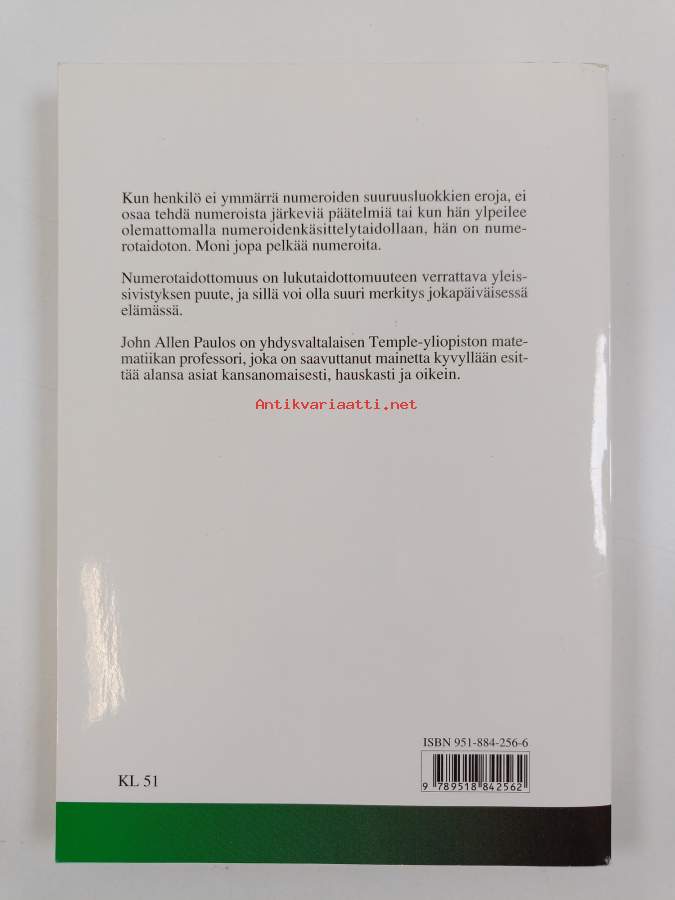 Kun henkilö ei ymmärrä numeroiden suuruusluokkien eroja, ei
osaa tehdä numeroista järkeviä päätelmiä tai kun hän ylpeilee
olemattomalla numeroidenkäsittelytaidollaan, hän on nume-
rotaidoton. Moni jopa pelkää numeroita.
Numerotaidottomuus on lukutaidottomuuteen verrattava yleis-
sivistyksen puute, ja sillä voi olla suuri merkitys jokapäiväisessä
elämässä.
John Allen Paulos on yhdysvaltalaisen Temple-yliopiston mate-
matiikan professori, joka on saavuttanut mainetta kyvyllään esit-
tää alansa asiat kansanomaisesti, hauskasti ja oikein.
Antikvariaatti.net
ISBN 951-884-256-6
KL 51
9 789518 842562